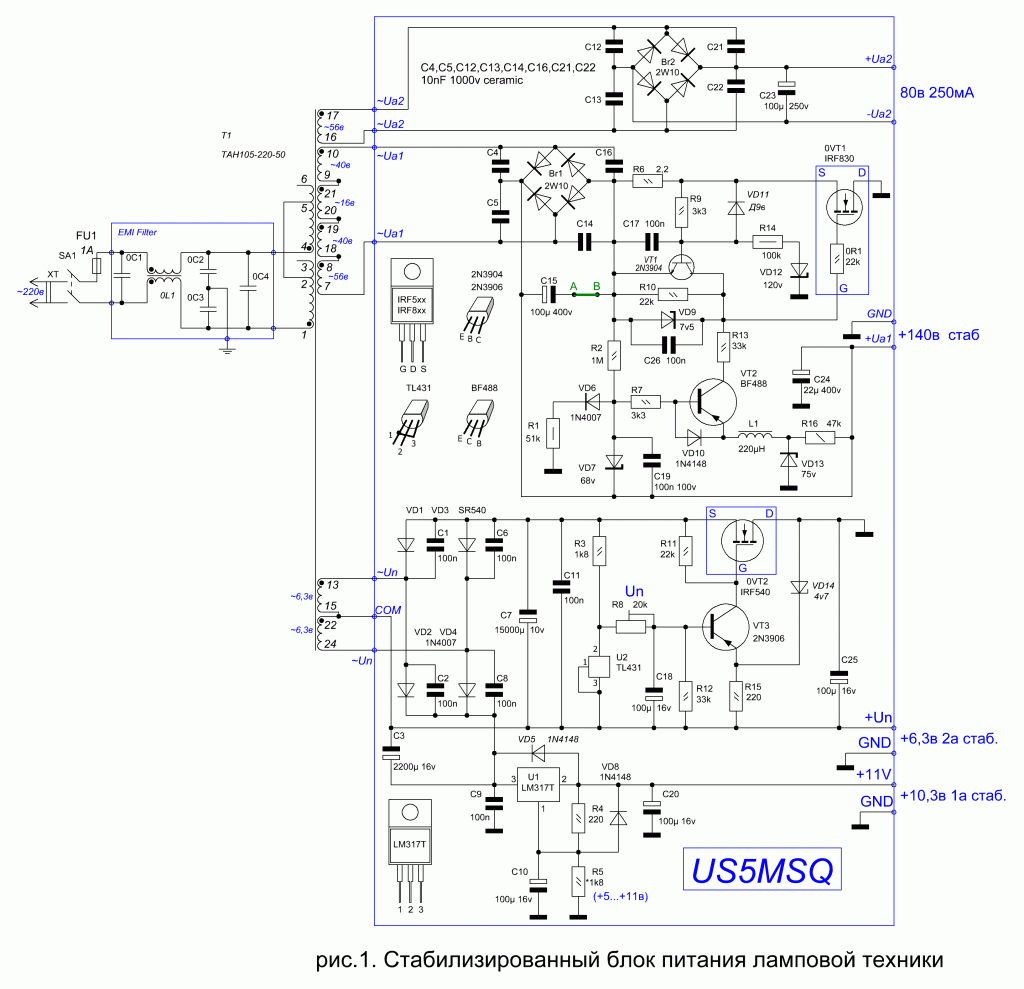 C4,C5,C12,C13,C14,C16,C21,C22
10nF 1000v ceramic
C12
C13
Br2
2W10
C21
C22
C23
100µ 250v
+Ua2
80в 250мА
-Ua2
~Ua2
~Ua2
~Ua1
~Ua1
T1
ТАН105-220-50
17
~56в
16
10
~40в
9
21
~16в
20
19
~40в
18
8
~56в
7
6
5
4
3
2
1
EMI Filter
FU1
1A
SA1
XT
~220в
0C1
0L1
0C2
0C3
0C4
C4
C5
Br1
2W10
C16
C14
R6 2,2
R9
3k3
C17 100n
VT1
2N3904
VD11
Д9в
R14
100k
VD12
120v
0VT1
IRF830
S
D
0R1
22k
G
GND
+140в стаб
+Ua1
C15
100µ 400v
A
B
R10
22k
VD9
7v5
C26 100n
R13
33k
R2
1M
VT2
BF488
C24
22µ 400v
VD6
1N4007
R7
3k3
R1
51k
VD7
68v
C19
100n 100v
VD10
1N4148
L1
220µH
R16 47k
VD13
75v
IRF5xx
IRF8xx
G D S
2N3904
2N3906
E B C
TL431
1
2
3
BF488
E C B
VD1 VD3 SR540
C1
100n
C6
100n
~Un
13
~6,3в
15
COM
22
~6,3в
24
~Un
VD2 VD4
1N4007
C2
100n
C8
100n
C7
15000µ 10v
C11
100n
R3
1k8
Un
R8 20k
U2
TL431
2
1
3
C18
100µ 16v
R11
22k
R12
33k
S
D
G
0VT2
IRF540
VT3
2N3906
R15
220
VD14
4v7
C25
100µ 16v
+Un
GND
+6,3в 2а стаб.
+11V
GND
+10,3в 1а стаб.
C3
2200µ 16v
VD5 1N4148
3
U1
LM317T
2
1
C9
100n
VD8
1N4148
R4
220
C20
100µ 16v
C10
100µ 16v
R5
*1k8
(+5...+11в)
LM317T
1 2 3
US5MSQ
рис.1. Стабилизированный блок питания ламповой техники